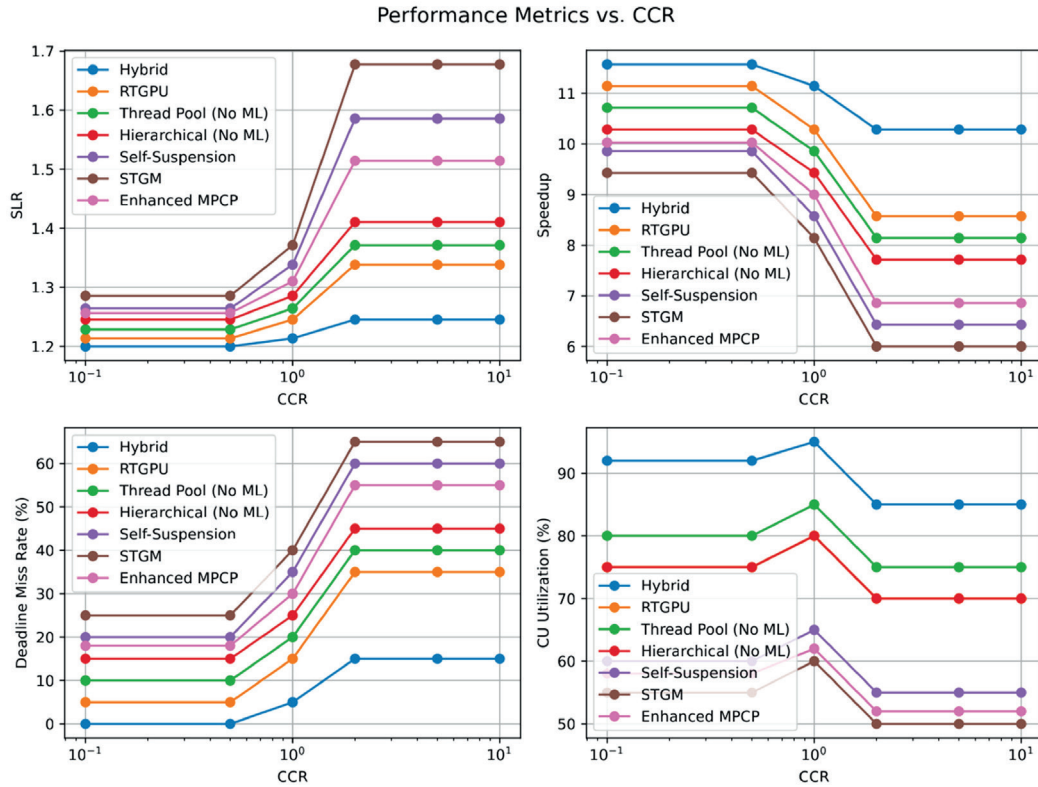 Performance Metrics vs. CCR
1.7
1.6
1.5
1.4
1.3
1.2
SLR
Hybrid
RTGPU
Thread Pool (No ML)
Hierarchical (No ML)
Self-Suspension
STGM
Enhanced MPCP
10⁻¹
10⁰
10¹
CCR
11
10
9
8
7
6
Speedup
Hybrid
RTGPU
Thread Pool (No ML)
Hierarchical (No ML)
Self-Suspension
STGM
Enhanced MPCP
10⁻¹
10⁰
10¹
CCR
60
50
40
30
20
10
0
Deadline Miss Rate (%)
Hybrid
RTGPU
Thread Pool (No ML)
Hierarchical (No ML)
Self-Suspension
STGM
Enhanced MPCP
10⁻¹
10⁰
10¹
CCR
90
80
70
60
50
CU Utilization (%)
Hybrid
RTGPU
Thread Pool (No ML)
Hierarchical (No ML)
Self-Suspension
STGM
Enhanced MPCP
10⁻¹
10⁰
10¹
CCR